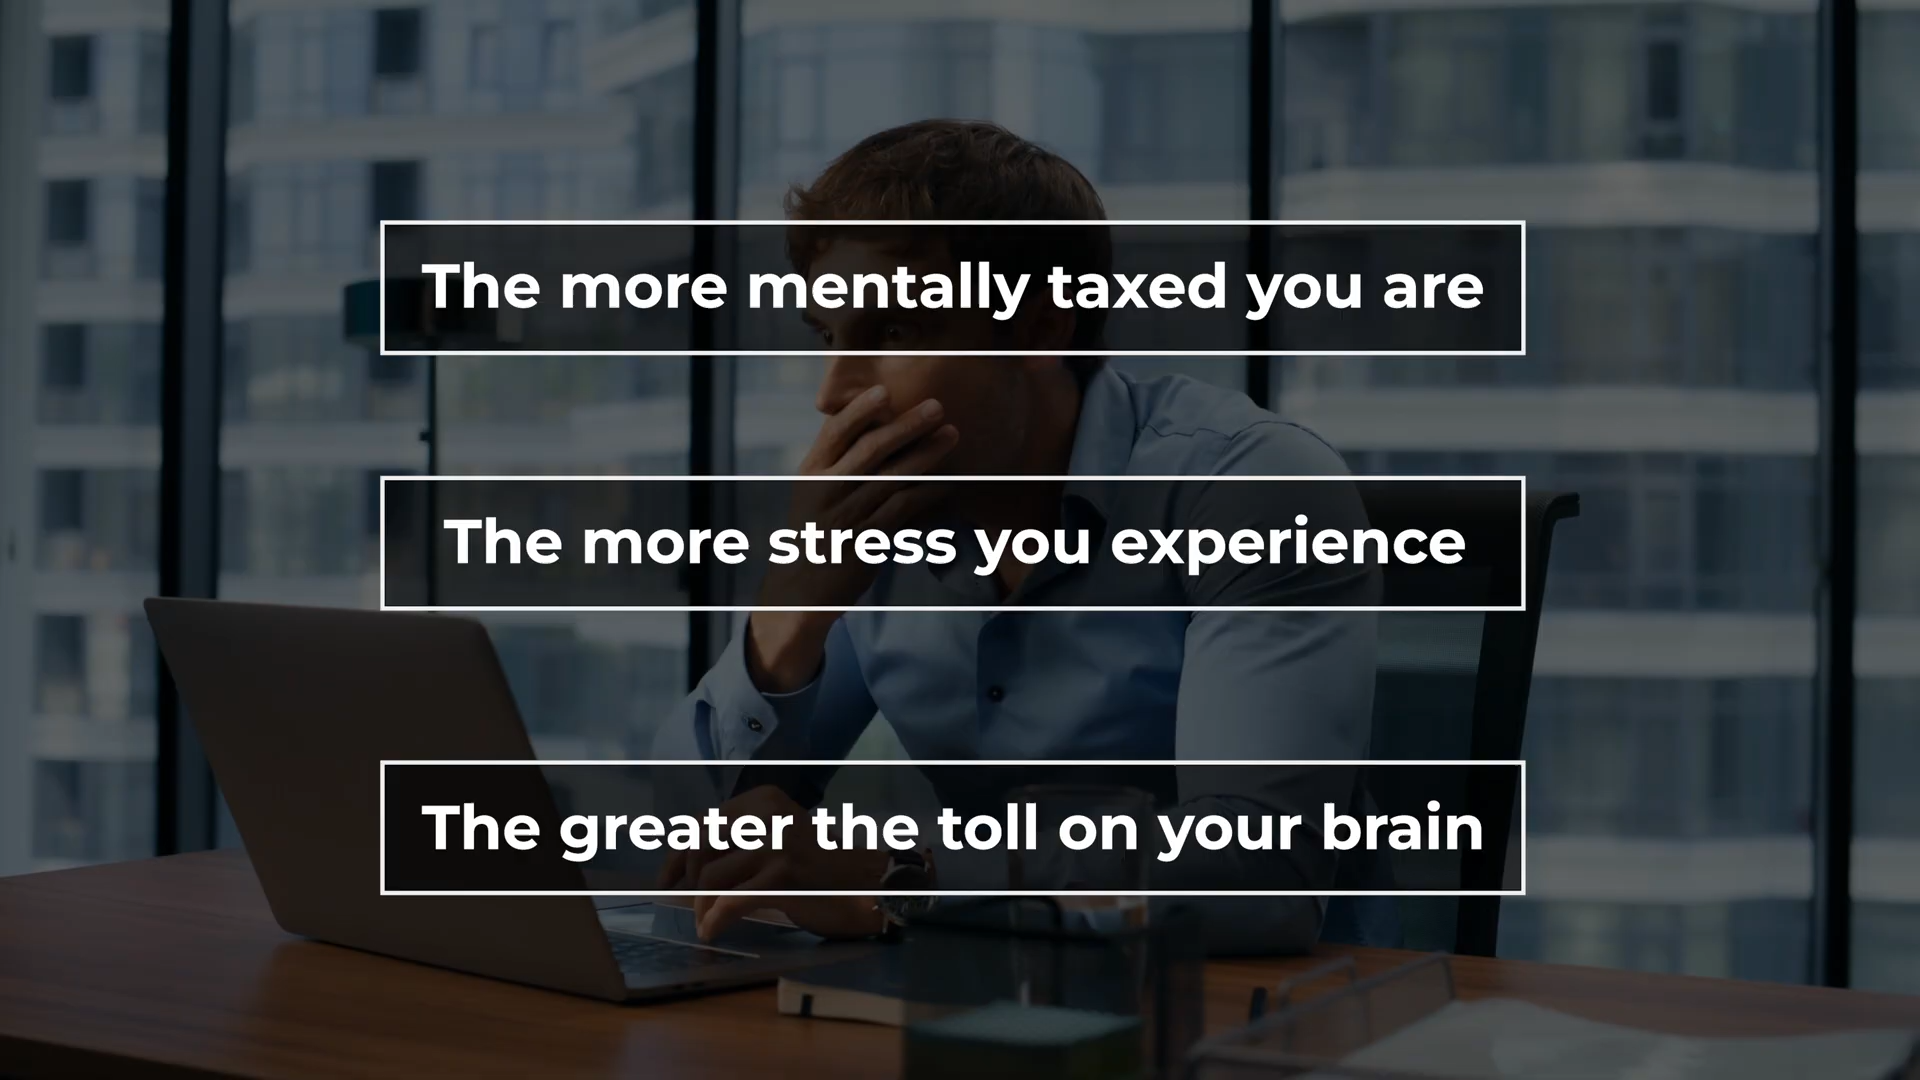 The more mentally taxed you are
The more stress you experience
The greater the toll on your brain